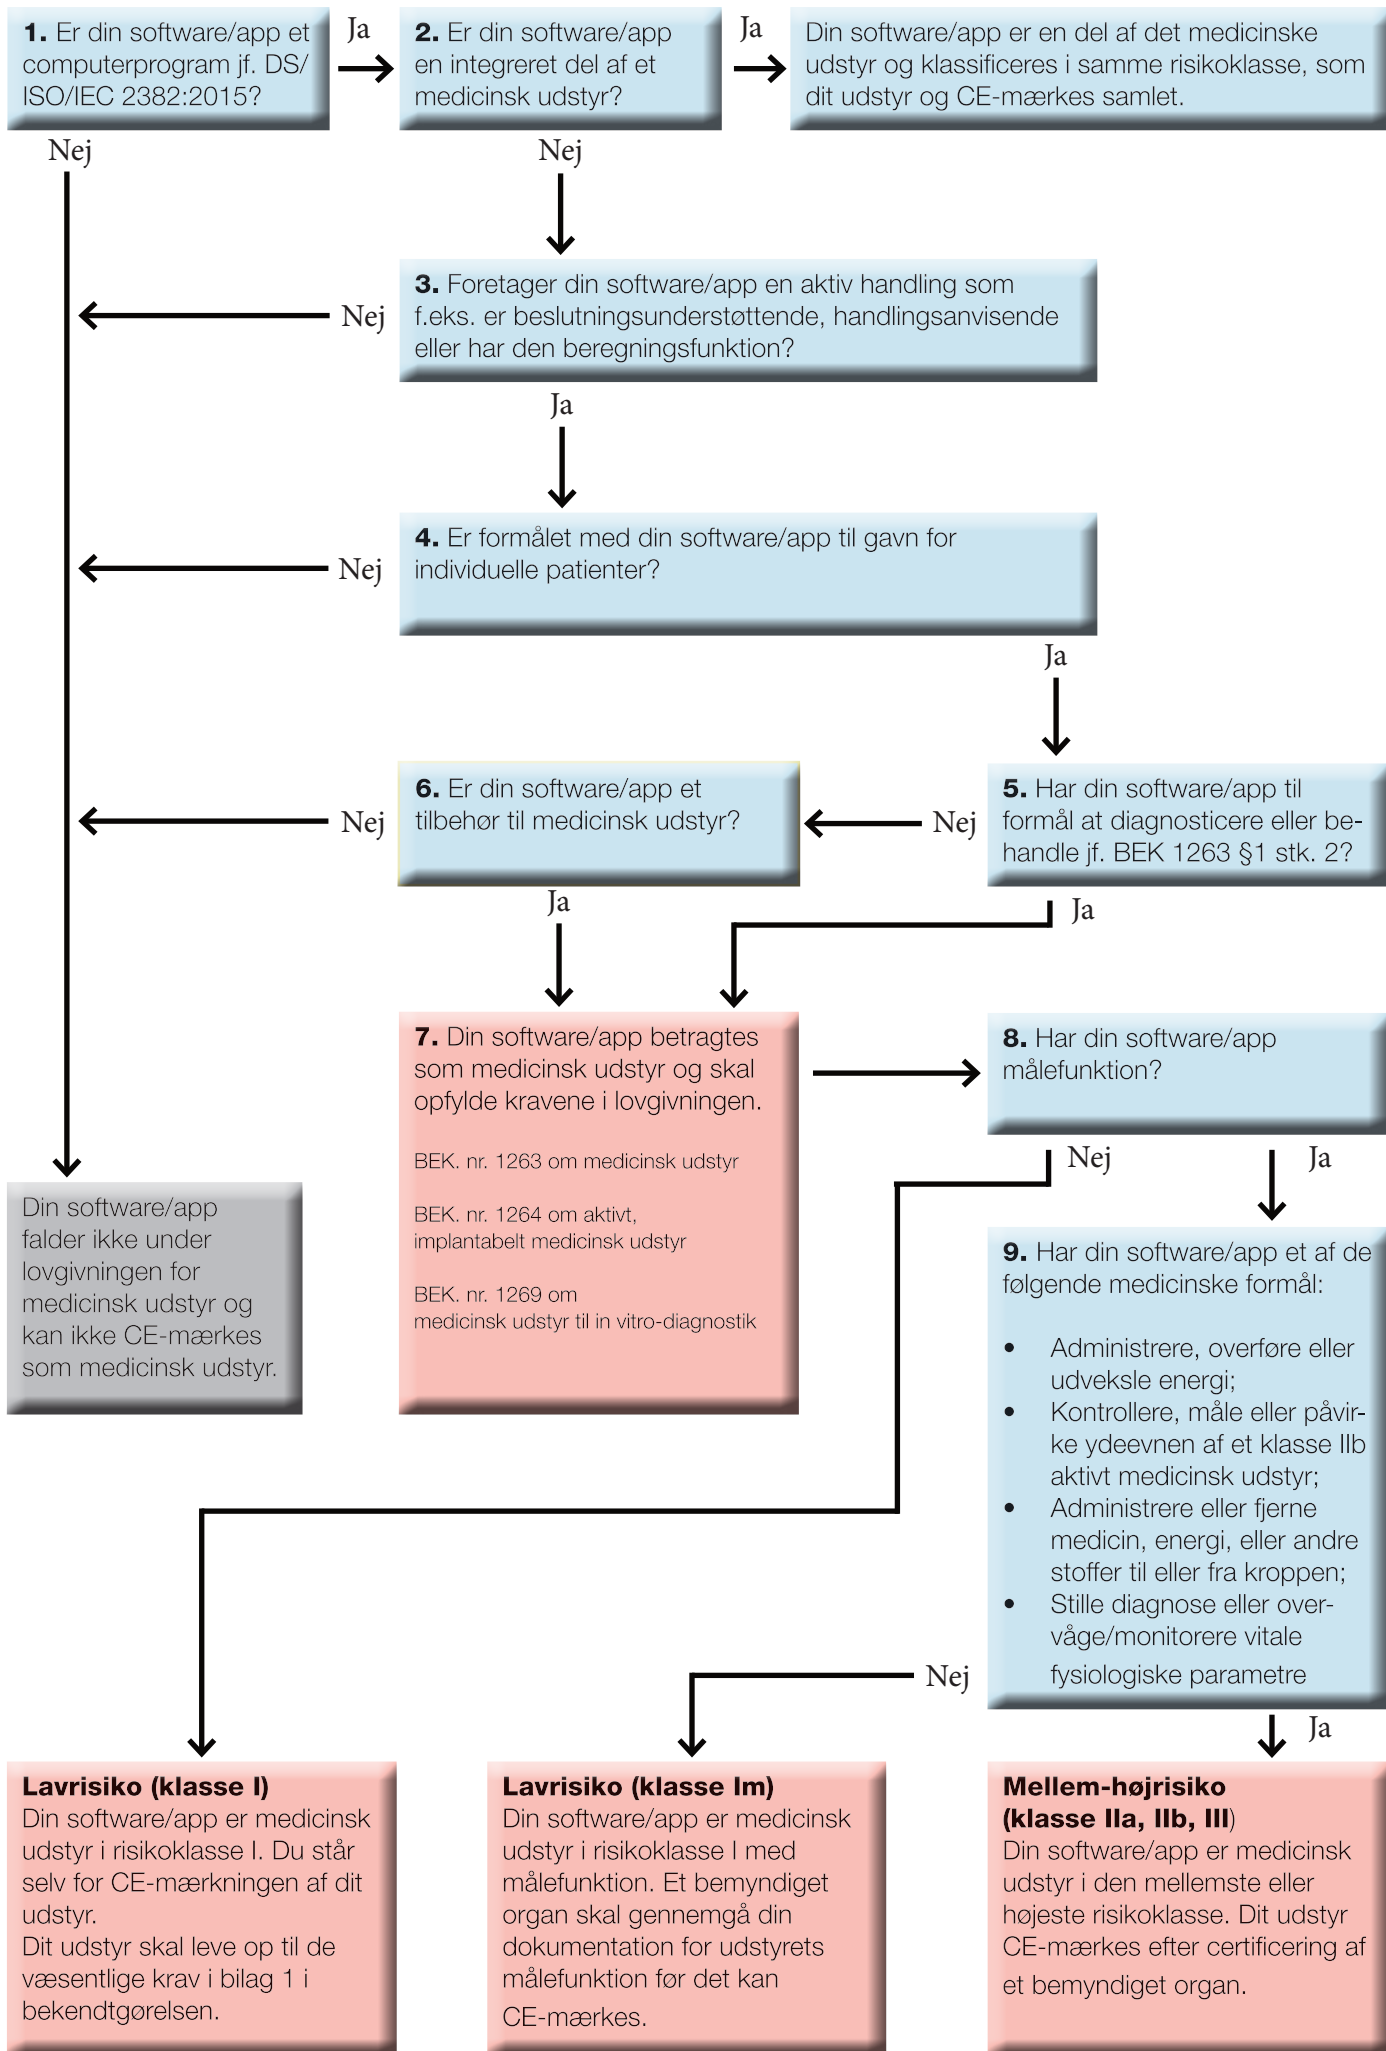 1. Er din software/app et
computerprogram jf. DS/
ISO/IEC 2382:2015?
Ja
2. Er din software/app
en integreret del af et
medicinsk udstyr?
Ja
Din software/app er en del af det medicinske
udstyr og klassificeres i samme risikoklasse, som
dit udstyr og CE-mærkes samlet.
Nej
Nej
3. Foretager din software/app en aktiv handling som
f.eks. er beslutningsunderstøttende, handlingsanvisende
eller har den beregningsfunktion?
Nej
Ja
4. Er formålet med din software/app til gavn for
individuelle patienter?
Nej
Ja
5. Har din software/app til
formål at diagnosticere eller be-
handle jf. BEK 1263 §1 stk. 2?
Nej
6. Er din software/app et
tilbehør til medicinsk udstyr?
Nej
Ja
Ja
7. Din software/app betragtes
som medicinsk udstyr og skal
opfylde kravene i lovgivningen.
BEK. nr. 1263 om medicinsk udstyr
BEK. nr. 1264 om aktivt,
implantabelt medicinsk udstyr
BEK. nr. 1269 om
medicinsk udstyr til in vitro-diagnostik
8. Har din software/app
målefunktion?
Nej
Ja
Din software/app
falder ikke under
lovgivningen for
medicinsk udstyr og
kan ikke CE-mærkes
som medicinsk udstyr.
9. Har din software/app et af de
følgende medicinske formål:
• Administrere, overføre eller
udveksle energi;
• Kontrollere, måle eller påvir-
ke ydeevnen af et klasse IIb
aktivt medicinsk udstyr;
• Administrere eller fjerne
medicin, energi, eller andre
stoffer til eller fra kroppen;
• Stille diagnose eller over-
våge/monitorere vitale
fysiologiske parametre
Nej
Ja
Lavrisiko (klasse I)
Din software/app er medicinsk
udstyr i risikoklasse I. Du står
selv for CE-mærkningen af dit
udstyr.
Dit udstyr skal leve op til de
væsentlige krav i bilag 1 i
bekendtgørelsen.
Lavrisiko (klasse Im)
Din software/app er medicinsk
udstyr i risikoklasse I med
målefunktion. Et bemyndiget
organ skal gennemgå din
dokumentation for udstyrets
målefunktion før det kan
CE-mærkes.
Mellem-højrisiko
(klasse IIa, IIb, III)
Din software/app er medicinsk
udstyr i den mellemste eller
højeste risikoklasse. Dit udstyr
CE-mærkes efter certificering af
et bemyndiget organ.